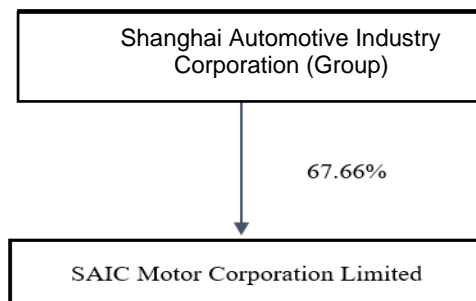 Shanghai Automotive Industry
Corporation (Group)
67.66%
SAIC Motor Corporation Limited